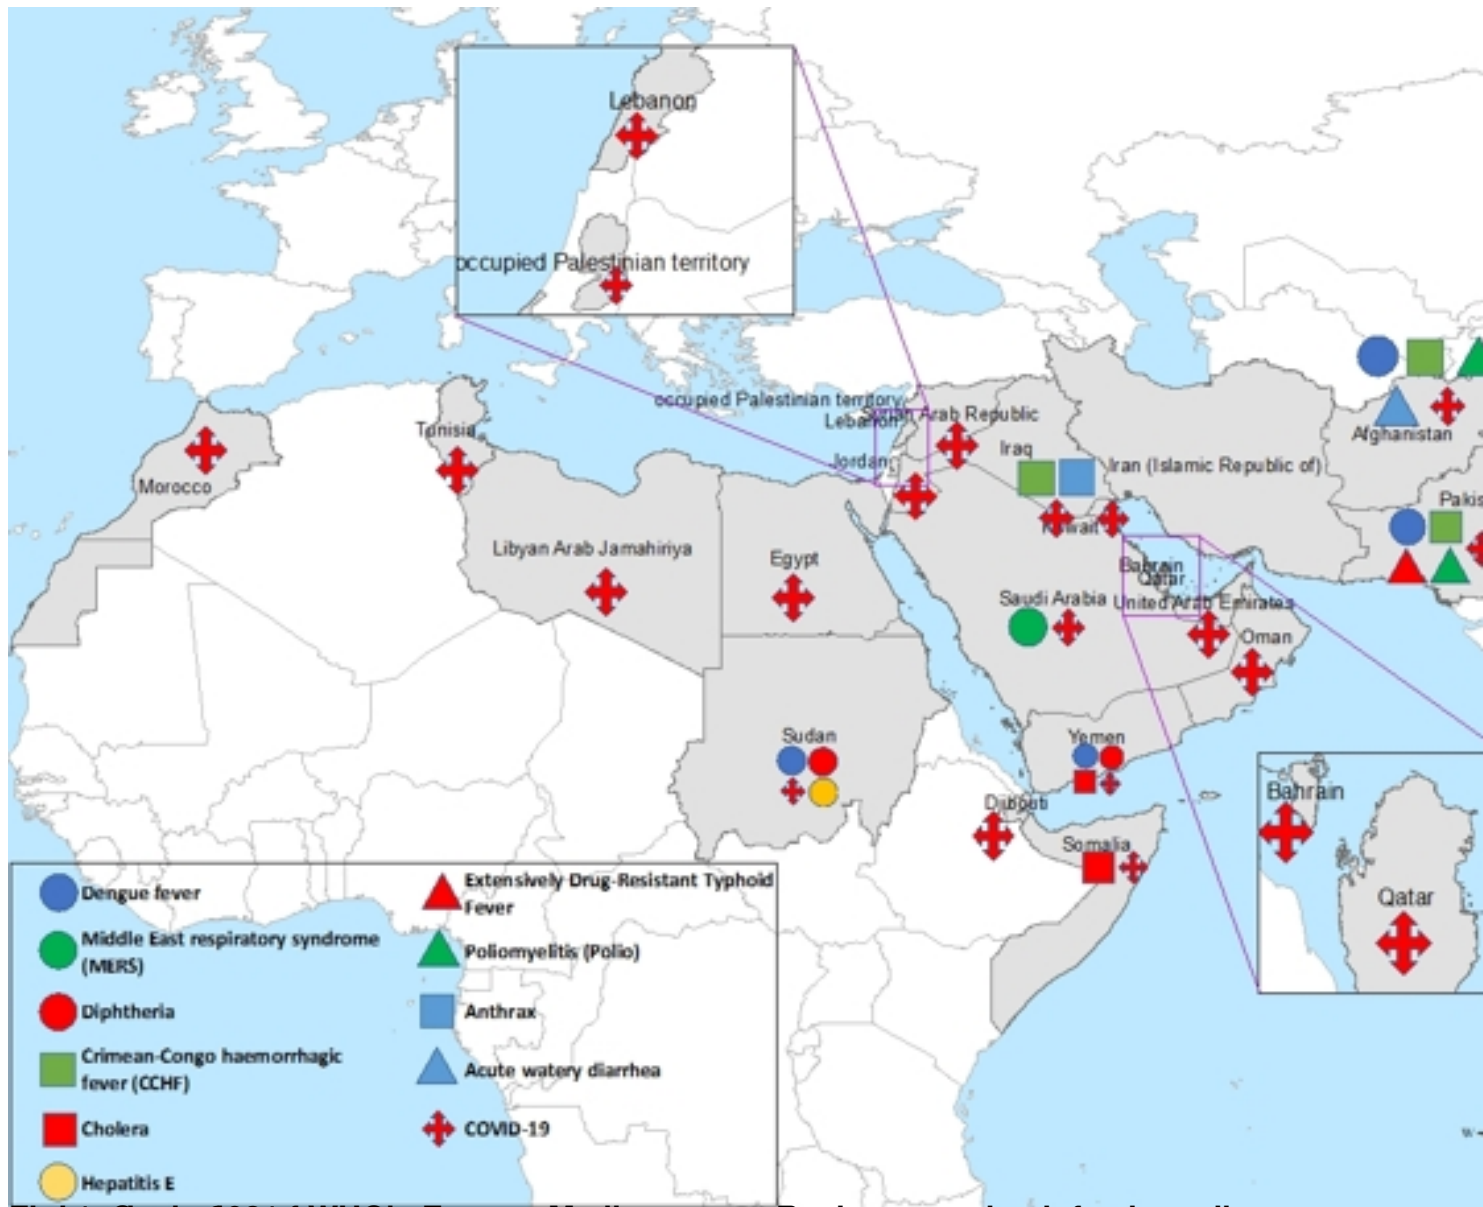 Lebanon
occupied Palestinian territory
occupied Palestinian territory
Lebanon
Syrian Arab Republic
Jordan
Iraq
Iran (Islamic Republic of)
Afghanistan
Pakis
Tunisia
Morocco
Libyan Arab Jamahiriya
Egypt
Kuwait
Bahrain
Qatar
Saudi Arabia
United Arab Emirates
Oman
Sudan
Yemen
Djibouti
Somalia
Bahrain
Qatar
W
Dengue fever
Middle East respiratory syndrome
(MERS)
Diphtheria
Crimean-Congo haemorrhagic
fever (CCHF)
Cholera
Hepatitis E
Extensively Drug-Resistant Typhoid
Fever
Poliomyelitis (Polio)
Anthrax
Acute watery diarrhea
COVID-19